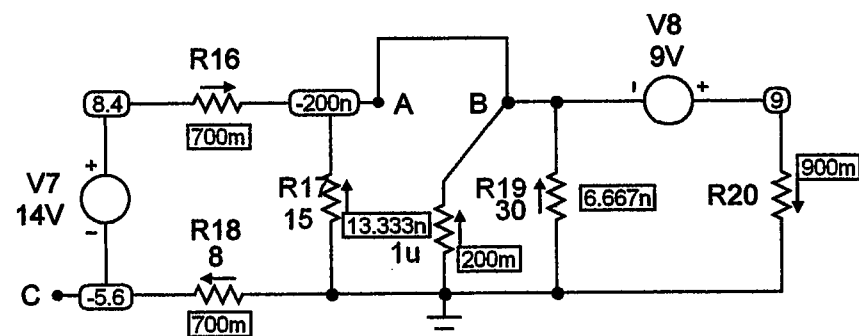 V8
9V
R16
8.4
-200n
A
B
-
+
9
700m
+
V7
14V
-
R17
15
13.333n
R19
30
6.667n
R20
900m
R18
8
1u
200m
C
-5.6
700m